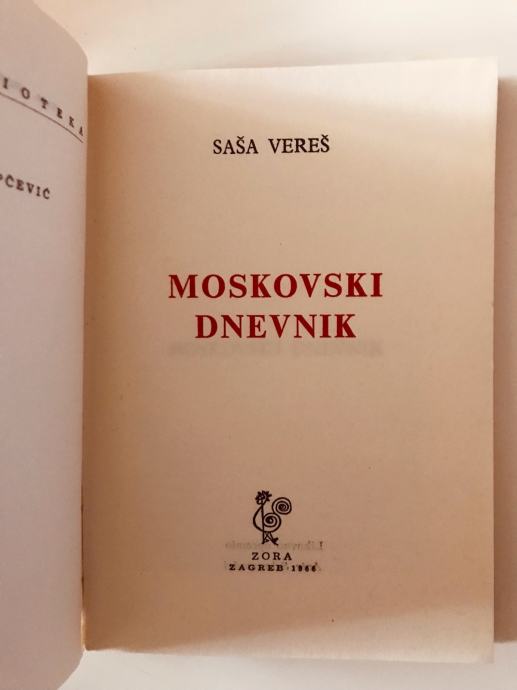 SAŠA VEREŠ
MOSKOVSKI
DNEVNIK
ZORA
ZAGREB 1966